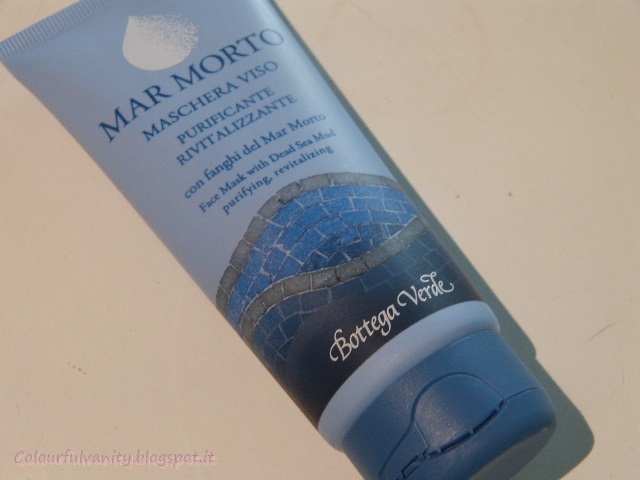 MAR MORTO
MASCHERA VISO
PURIFICANTE
RIVITALIZZANTE
con fanghi del Mar Morto
Face Mask with Dead Sea Mud
purifying, revitalizing
Bottega Verde
Colourfulvanity.blogspot.it